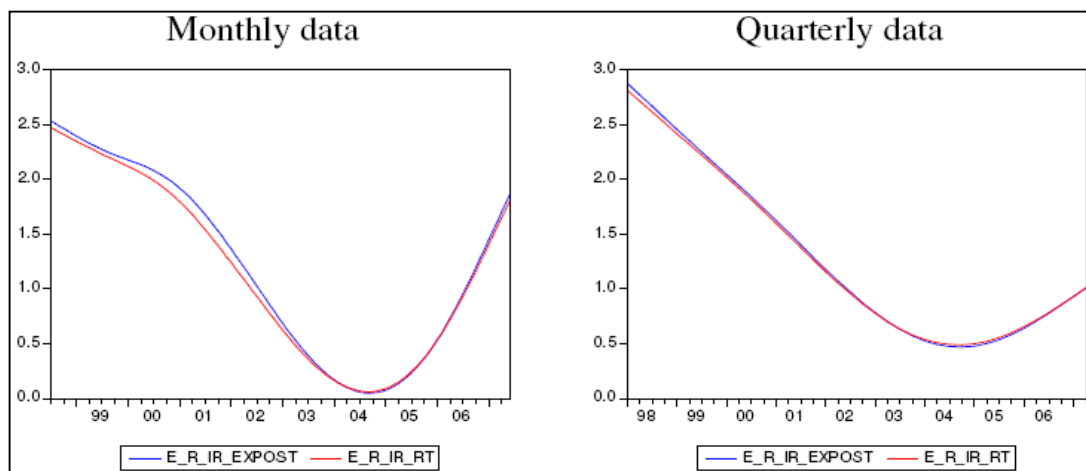 Monthly data
3.0
2.5
2.0
1.5
1.0
0.5
0.0
99 00 01 02 03 04 05 06
E_R_IR_EXPOST E_R_IR_RT
Quarterly data
3.0
2.5
2.0
1.5
1.0
0.5
0.0
98 99 00 01 02 03 04 05 06
E_R_IR_EXPOST E_R_IR_RT